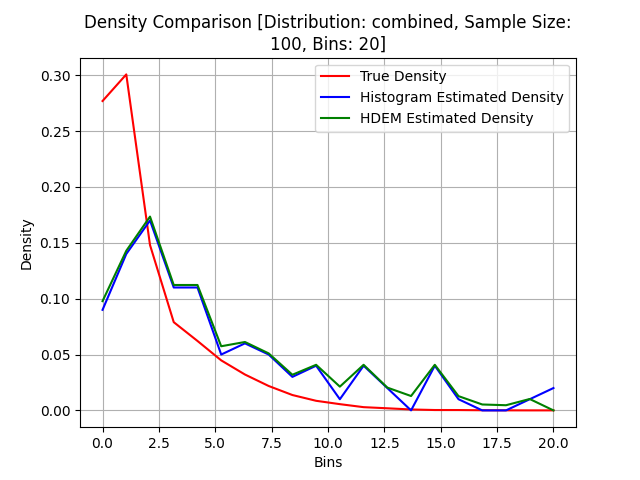 Density Comparison [Distribution: combined, Sample Size:
100, Bins: 20]
True Density
Histogram Estimated Density
HDEM Estimated Density
Density
0.30
0.25
0.20
0.15
0.10
0.05
0.00
0.0 2.5 5.0 7.5 10.0 12.5 15.0 17.5 20.0
Bins